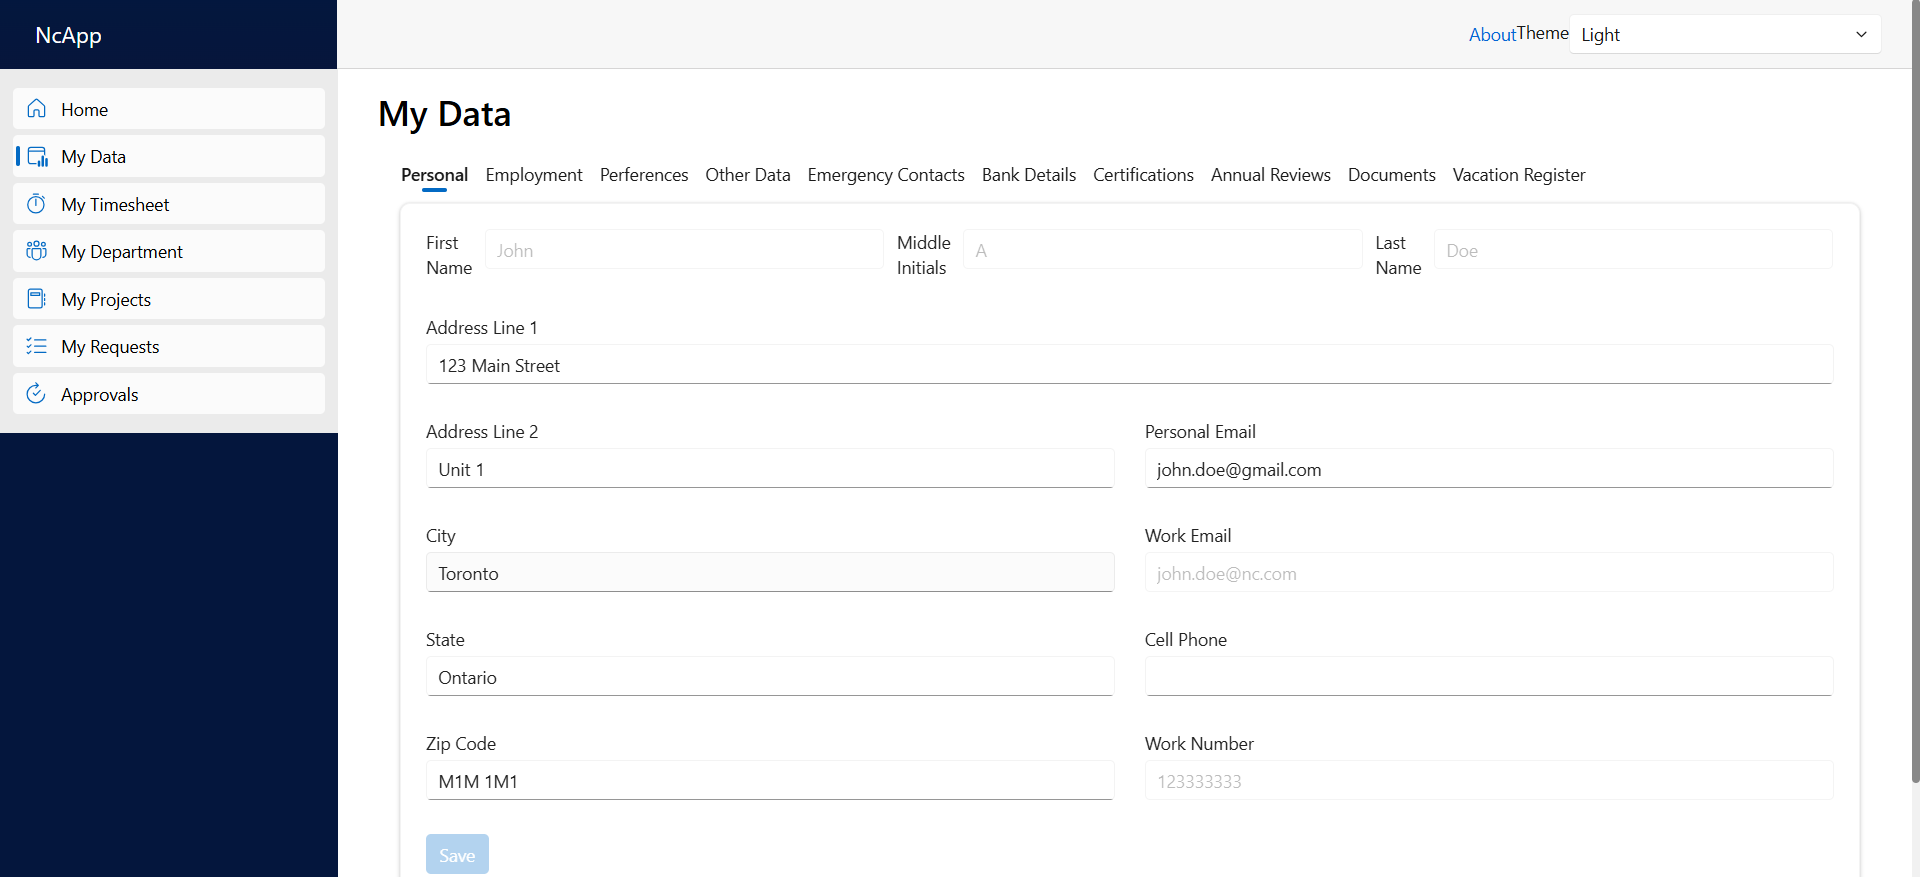 NcApp
About Theme Light
Home
My Data
My Timesheet
My Department
My Projects
My Requests
Approvals
My Data
Personal Employment Perferences Other Data Emergency Contacts Bank Details Certifications Annual Reviews Documents Vacation Register
First Name John Middle Initials A Last Name Doe
Address Line 1
123 Main Street
Address Line 2
Unit 1
Personal Email
john.doe@gmail.com
City
Toronto
Work Email
john.doe@nc.com
State
Ontario
Cell Phone
Zip Code
M1M 1M1
Work Number
123333333
Save